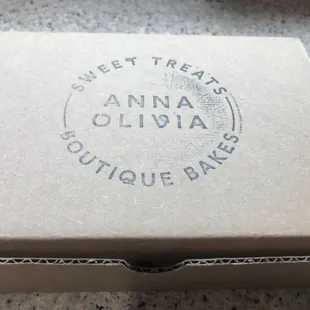 SWEET TREATS
ANNA
OLIVIA
BOUTIQUE BAKES